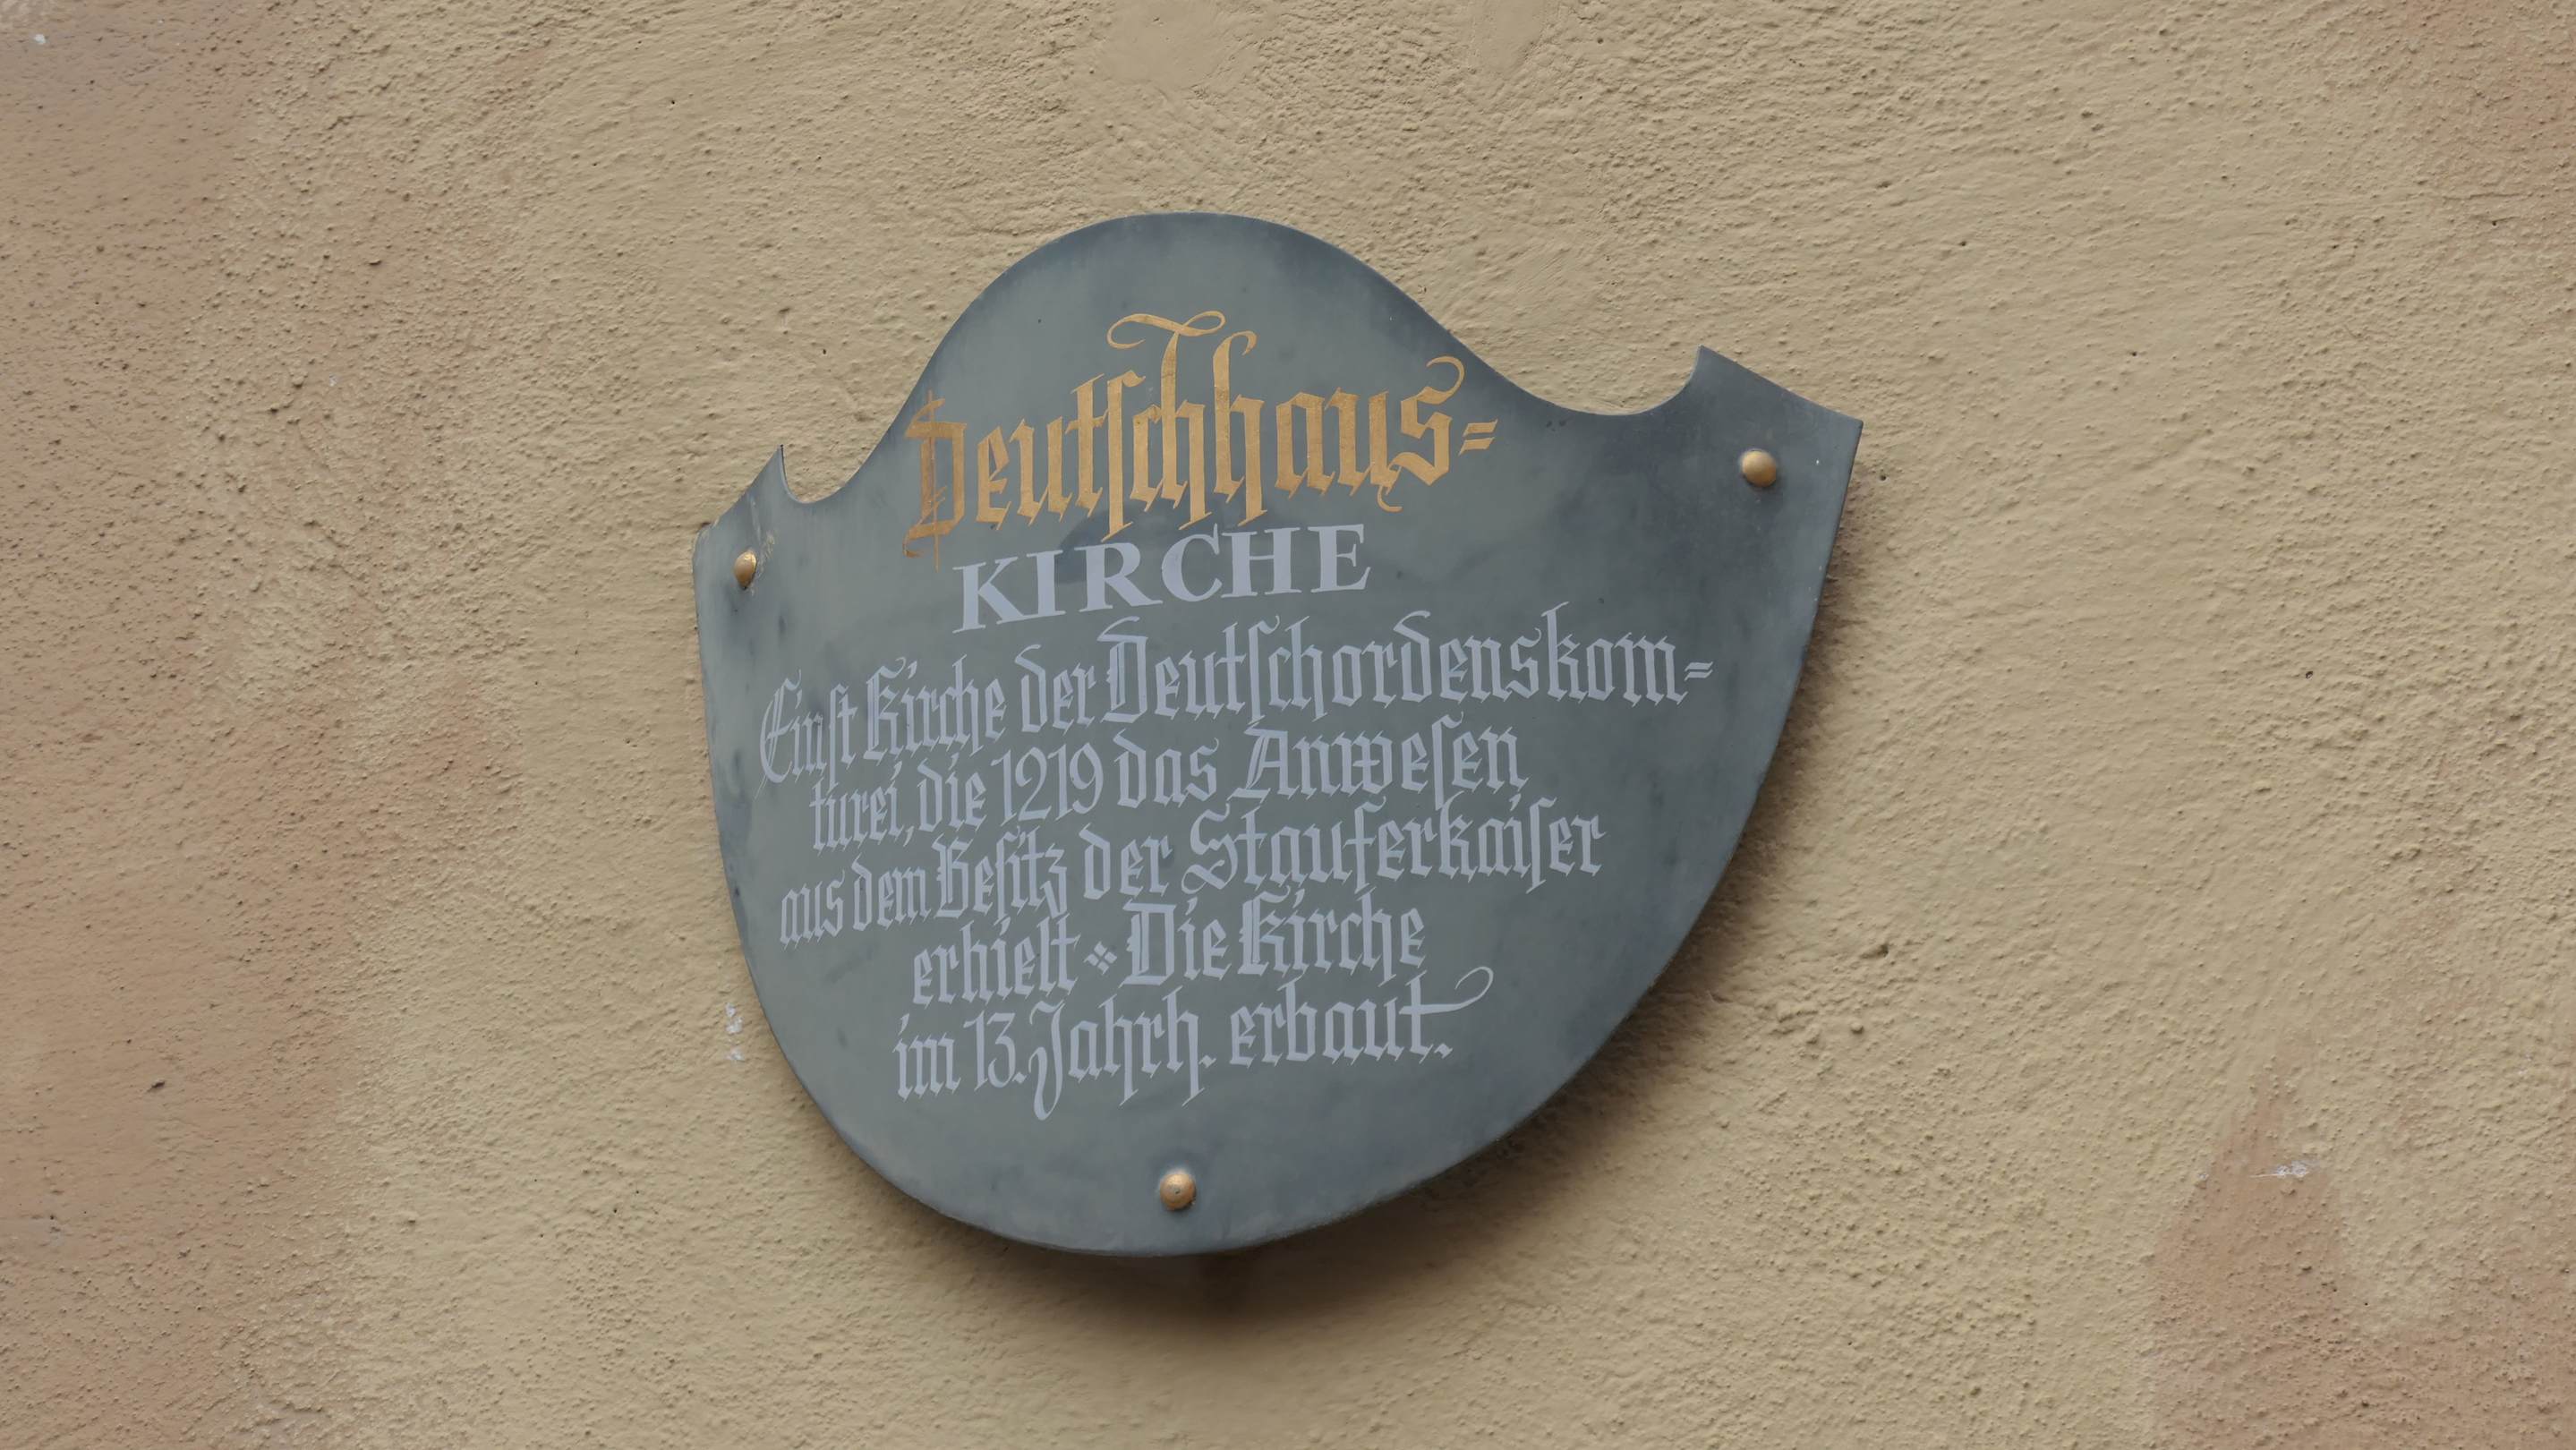 Deutſchhaus=
KIRCHE
Einſt Kirche der Deutſchordenskom=
turei, die 1219 das Anweſen
aus dem Beſitz der Stauferkaiſer
erhielt ❖ Die Kirche
im 13. Jahrh. erbaut.